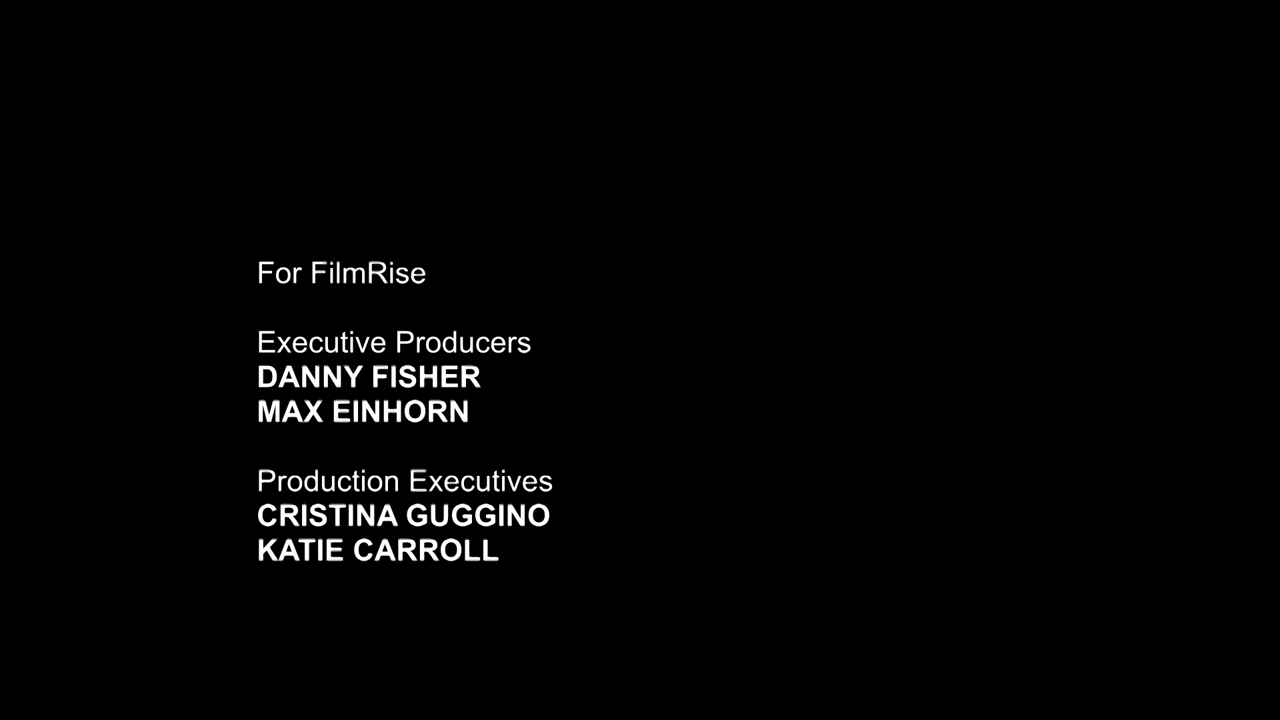 For FilmRise
Executive Producers
DANNY FISHER
MAX EINHORN
Production Executives
CRISTINA GUGGINO
KATIE CARROLL